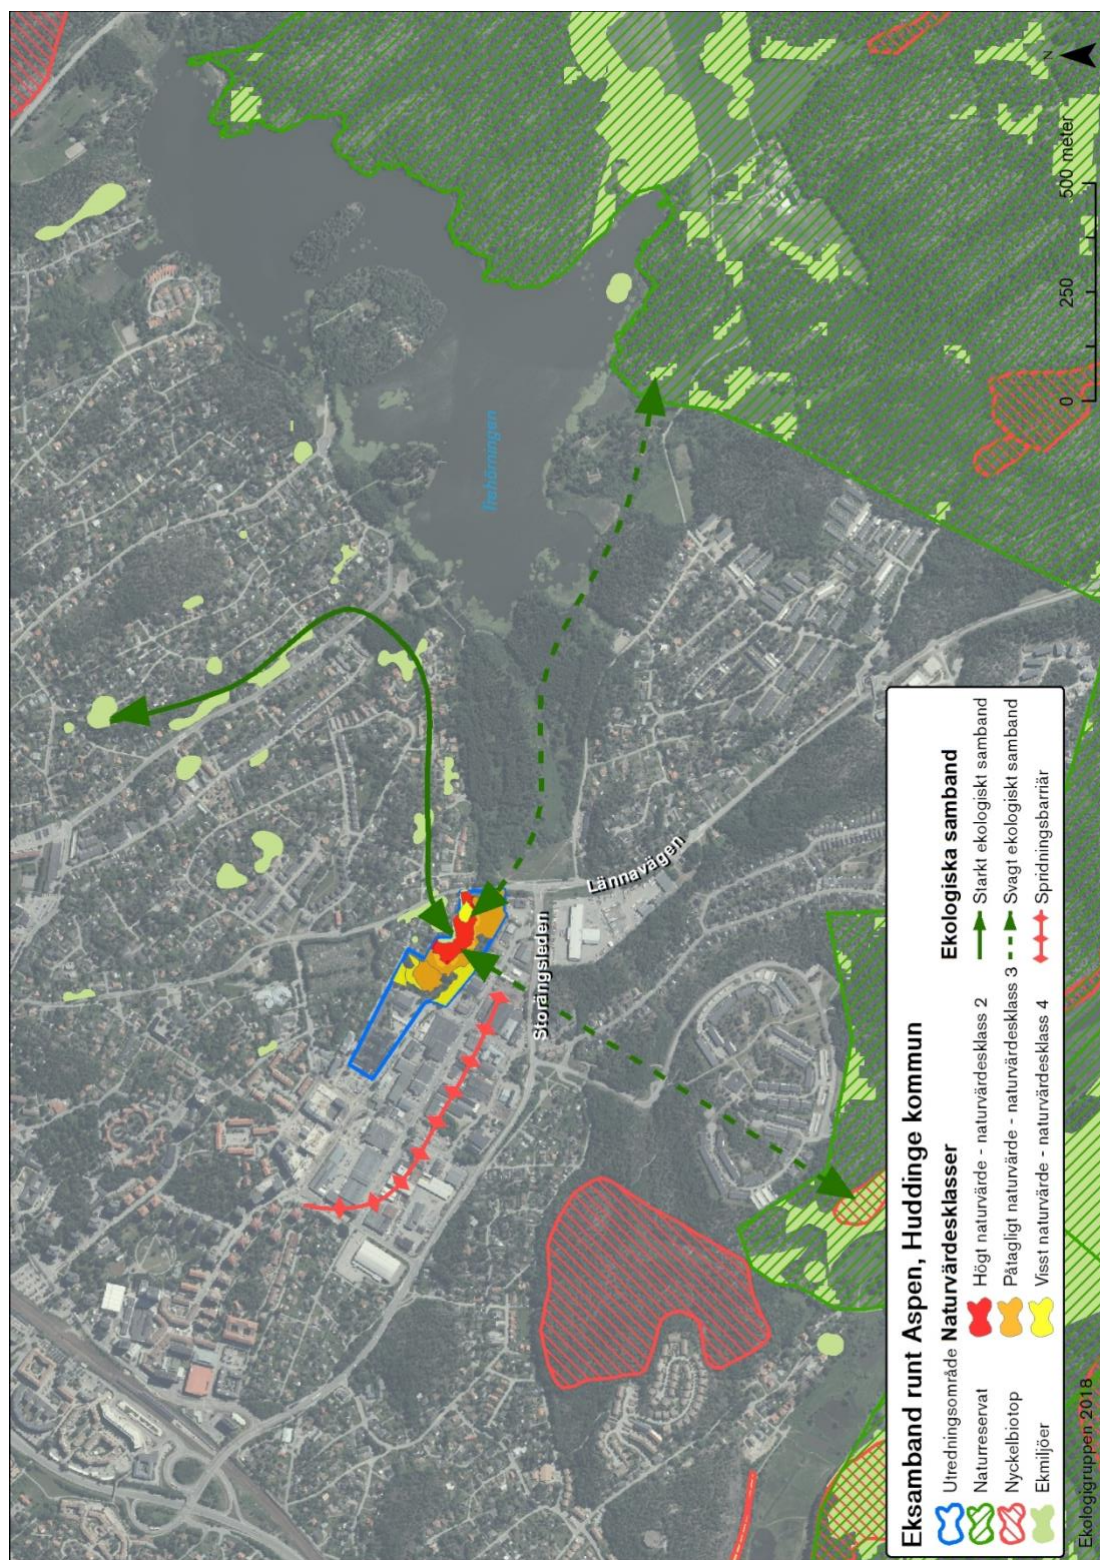 Trehörningen
Lännavägen
Storängsleden
N
0 250 500 meter
Eksamband runt Aspen, Huddinge kommun
Utredningsområde
Naturreservat
Nyckelbiotop
Ekmiljöer
Naturvärdesklasser
Högt naturvärde - naturvärdesklass 2
Påtagligt naturvärde - naturvärdesklass 3
Visst naturvärde - naturvärdesklass 4
Ekologiska samband
Starkt ekologiskt samband
Svagt ekologiskt samband
Spridningsbarriär
Ekologigruppen 2018